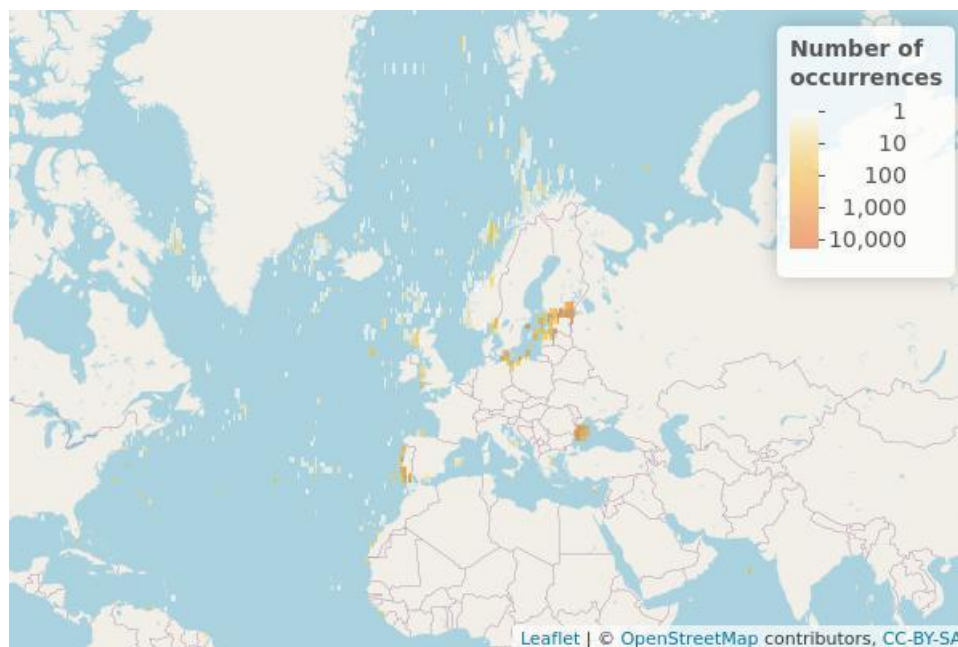 Number of
occurrences
1
10
100
1,000
10,000
Leaflet | © OpenStreetMap contributors, CC-BY-SA